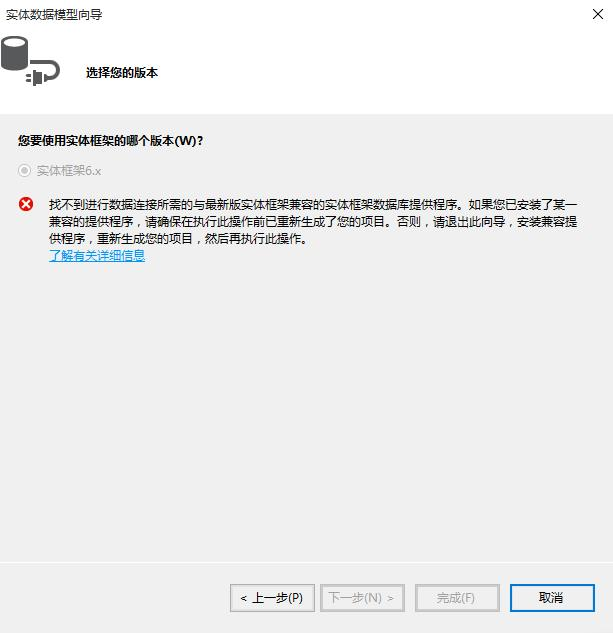 实体数据模型向导
选择您的版本
您要使用实体框架的哪个版本(W)?
实体框架6.x
找不到进行数据连接所需的与最新版实体框架兼容的实体框架数据库提供程序。如果您已安装了某一
兼容的提供程序，请确保在执行此操作前已重新生成了您的项目。否则，请退出此向导，安装兼容提
供程序，重新生成您的项目，然后再执行此操作。
了解有关详细信息
< 上一步(P)
下一步(N) >
完成(F)
取消